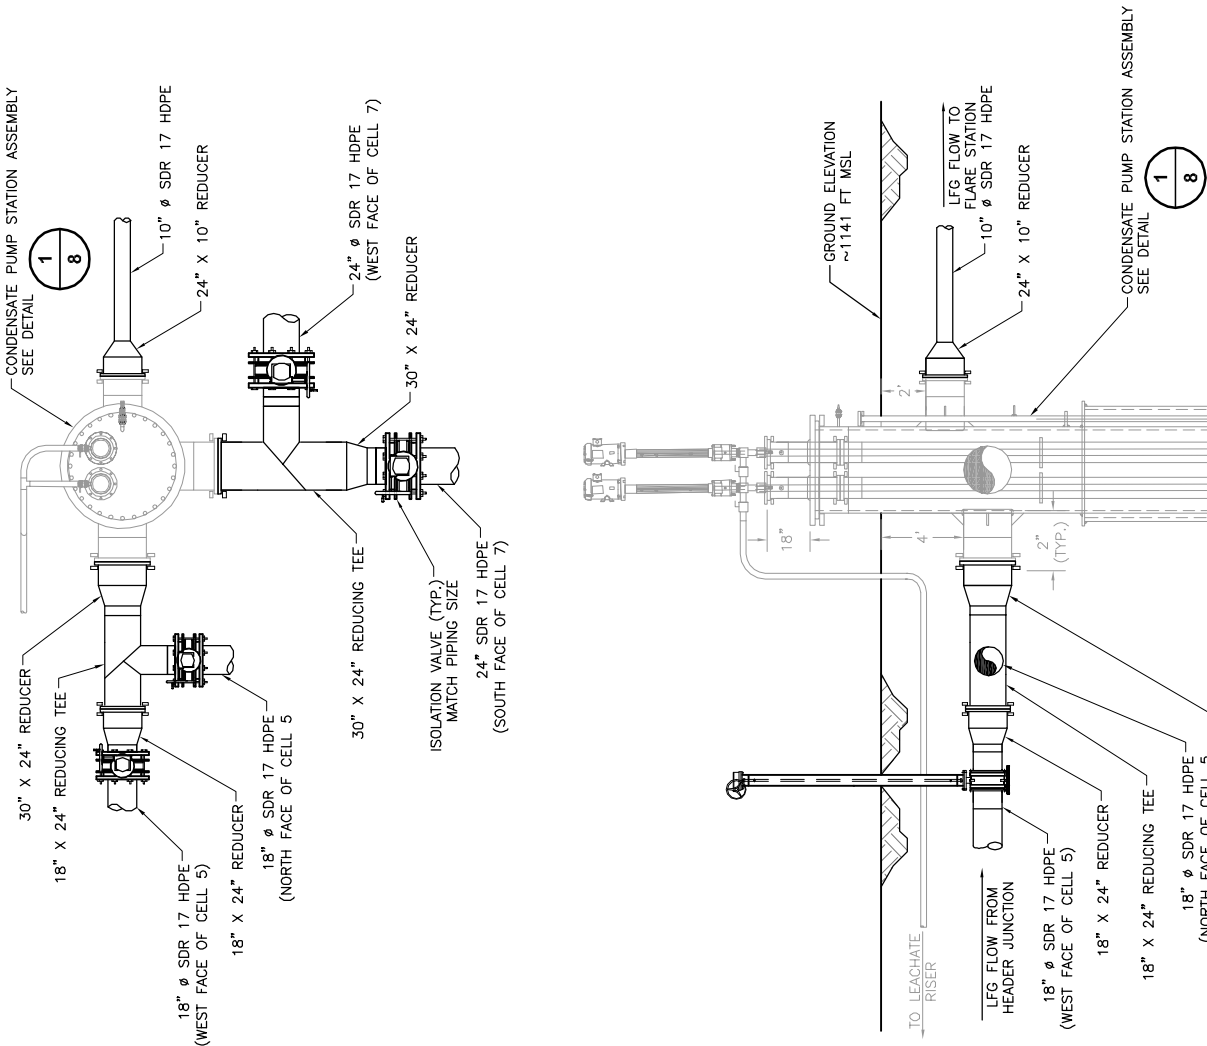 CONDENSATE PUMP STATION ASSEMBLY
SEE DETAIL
1
8
10" ø SDR 17 HDPE
24" X 10" REDUCER
24" ø SDR 17 HDPE
(WEST FACE OF CELL 7)
30" X 24" REDUCER
30" X 24" REDUCING TEE
ISOLATION VALVE (TYP.)
MATCH PIPING SIZE
24" SDR 17 HDPE
(SOUTH FACE OF CELL 7)
30" X 24" REDUCER
18" X 24" REDUCING TEE
18" ø SDR 17 HDPE
(WEST FACE OF CELL 5)
18" X 24" REDUCER
18" ø SDR 17 HDPE
(NORTH FACE OF CELL 5
GROUND ELEVATION
~1141 FT MSL
LFG FLOW TO
FLARE STATION
10" ø SDR 17 HDPE
24" X 10" REDUCER
CONDENSATE PUMP STATION ASSEMBLY
SEE DETAIL
1
8
2'
18"
4'
2"
(TYP.)
TO LEACHATE
RISER
LFG FLOW FROM
HEADER JUNCTION
18" ø SDR 17 HDPE
(WEST FACE OF CELL 5)
18" X 24" REDUCER
18" X 24" REDUCING TEE
18" ø SDR 17 HDPE
(NORTH FACE OF CELL 5